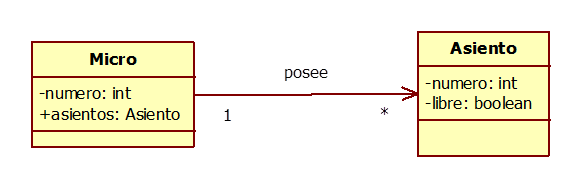 Micro
-numero: int
+asientos: Asiento
posee
1
*
Asiento
-numero: int
-libre: boolean